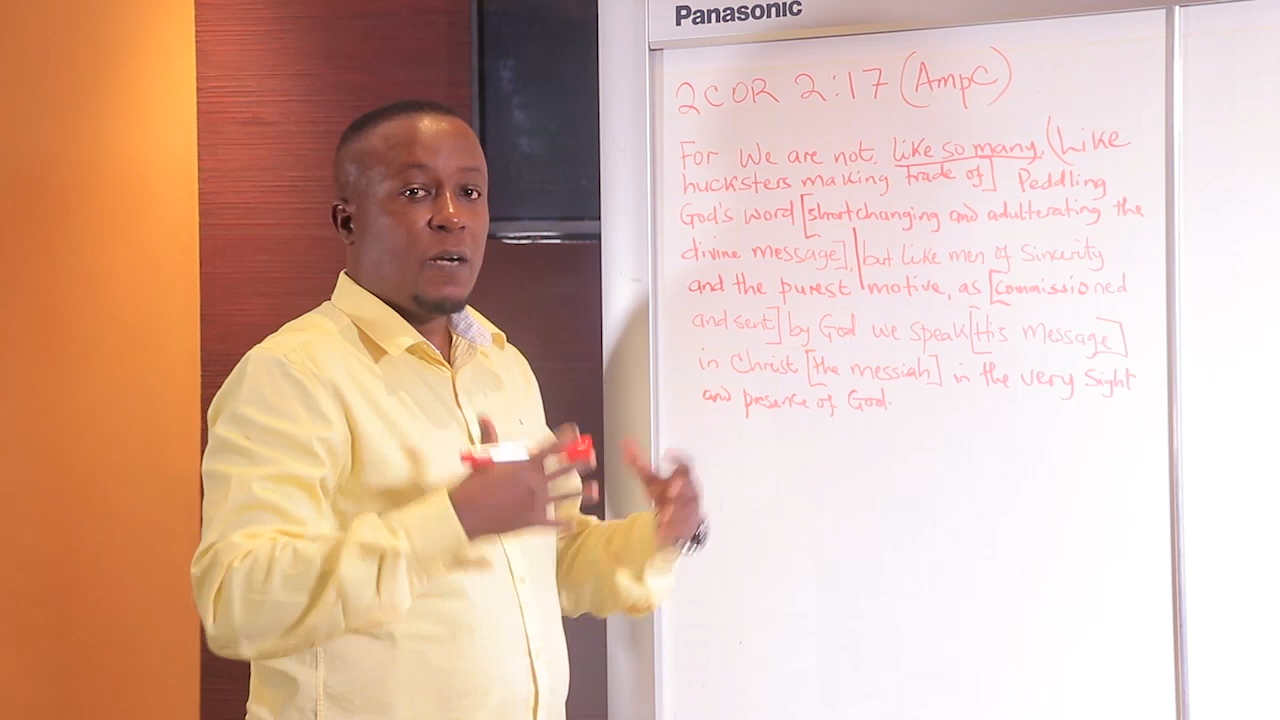 Panasonic
2 COR 2:17 (AmpC)
For We are not, like so many, (Like
hucksters making trade of] Peddling
God's word [shortchanging and adulterating the
divine message], but like men of Sincerity
and the purest motive, as [commissioned
and sent] by God we speak [His message]
in Christ [the messiah] in the very Sight
and presence of God.